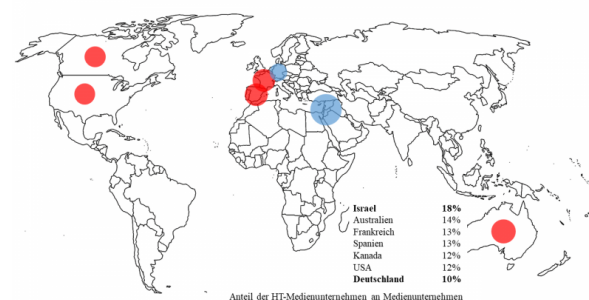 Israel 18%
Australien 14%
Frankreich 13%
Spanien 13%
Kanada 12%
USA 12%
Deutschland 10%
Anteil der HT-Medienunternehmen an Medienunternehmen